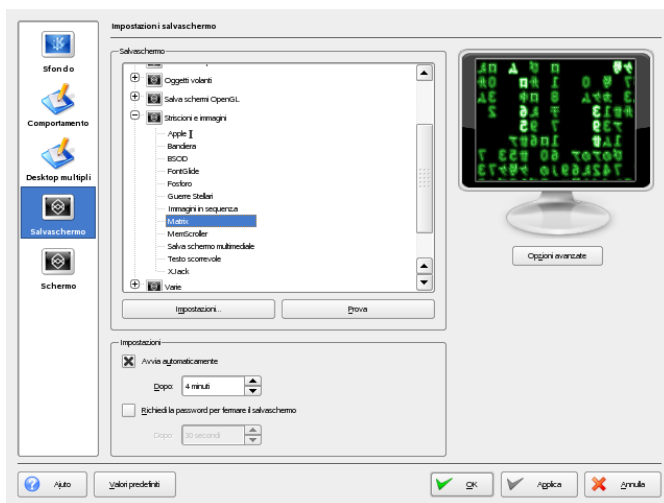 Impostazioni salvaschermo
Sfondo
Comportamento
Desktop multipli
Salvaschermo
Schermo
Salvaschermo
Oggetti volanti
Salva schermi OpenGL
Striscioni e immagini
Apple ][
Bandiera
BSOD
FontGlide
Fosforo
Guerre Stellari
Immagini in sequenza
Matrix
MemScroller
Salva schermo multimediale
Testo scorrevole
XJack
Varie
Impostazioni...
Prova
Opzioni avanzate
Impostazioni
Avvia automaticamente
Dopo:
4 minuti
Richiedi la password per fermare il salvaschermo
Dopo:
30 secondi
Aiuto
Valori predefiniti
OK
Applica
Annulla